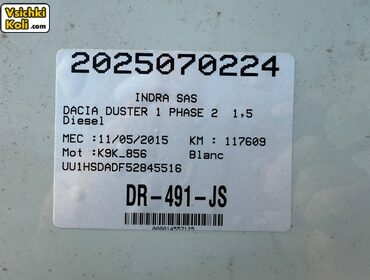 Vsichki
Koli.com
2025070224
INDRA SAS
DACIA DUSTER 1 PHASE 2 1,5
Diesel
MEC :11/05/2015 KM : 117609
Mot :K9K_856 Blanc
UU1HSDADF52845516
DR-491-JS
000014557125